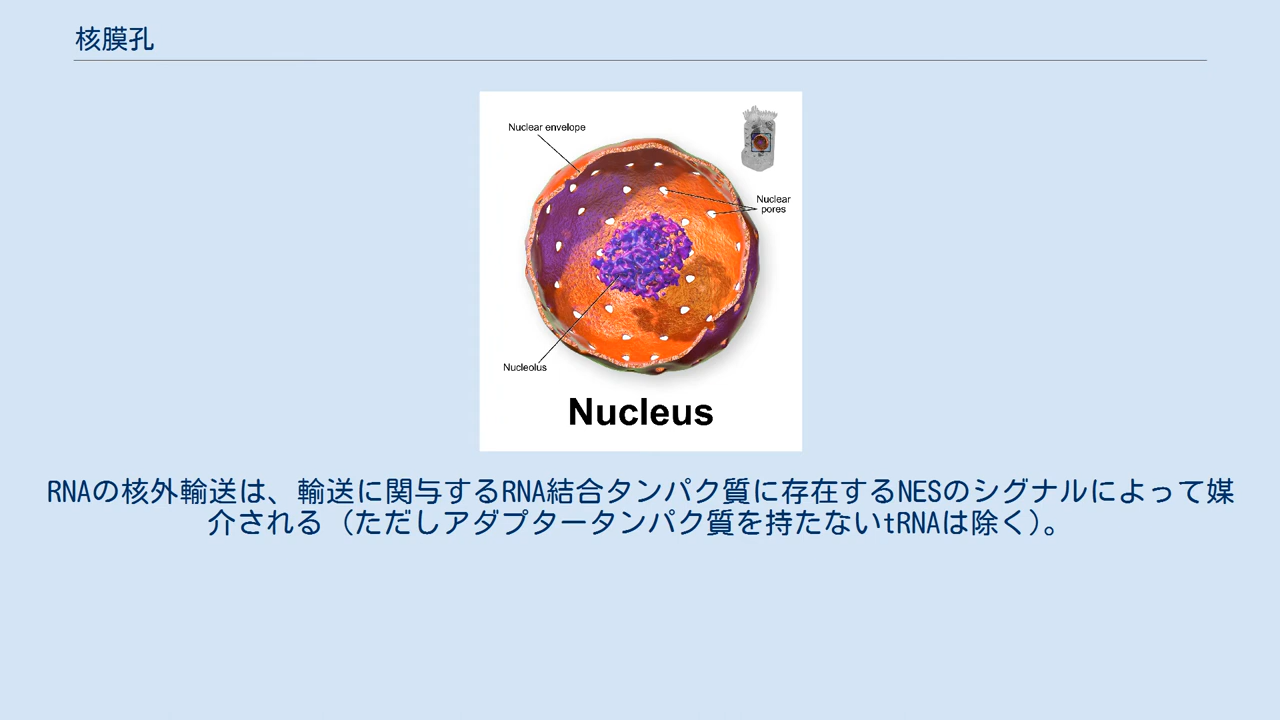 核膜孔
Nuclear envelope
Nuclear
pores
Nucleolus
Nucleus
RNAの核外輸送は、輸送に関与するRNA結合タンパク質に存在するNESのシグナルによって媒
介される（ただしアダプタータンパク質を持たないtRNAは除く）。